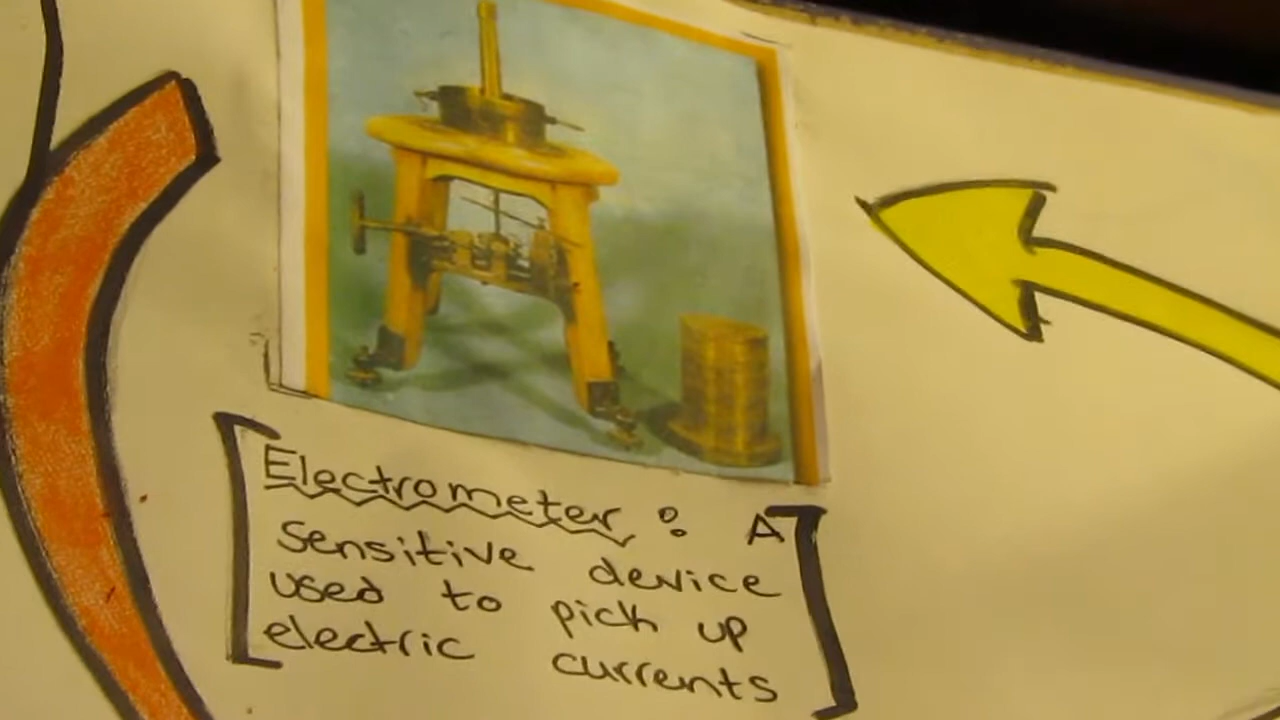 Electrometer: A
sensitive device
used to pick up
electric currents